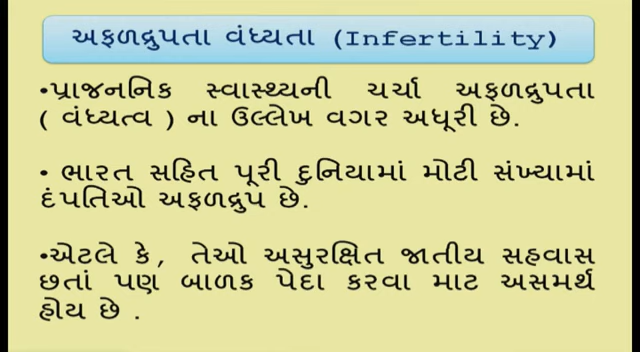 અફળદ્રુપતા વંધ્યતા (Infertility)
•પ્રાજનનિક સ્વાસ્થ્યની ચર્ચા અફળદ્રુપતા
( વંધ્યત્વ ) ના ઉલ્લેખ વગર અધૂરી છે.
• ભારત સહિત પૂરી દુનિયામાં મોટી સંખ્યામાં
દંપતિઓ અફળદ્રુપ છે.
•એટલે કે, તેઓ અસુરક્ષિત જાતીય સહવાસ
છતાં પણ બાળક પેદા કરવા માટ અસમર્થ
હોય છે .